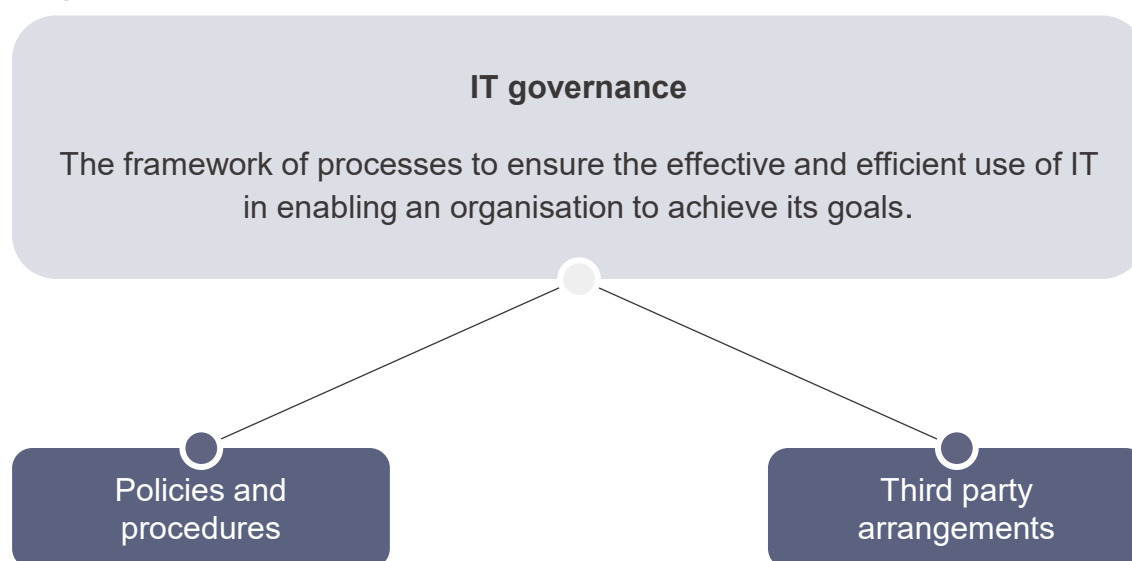 IT governance
The framework of processes to ensure the effective and efficient use of IT
in enabling an organisation to achieve its goals.
Policies and
procedures
Third party
arrangements